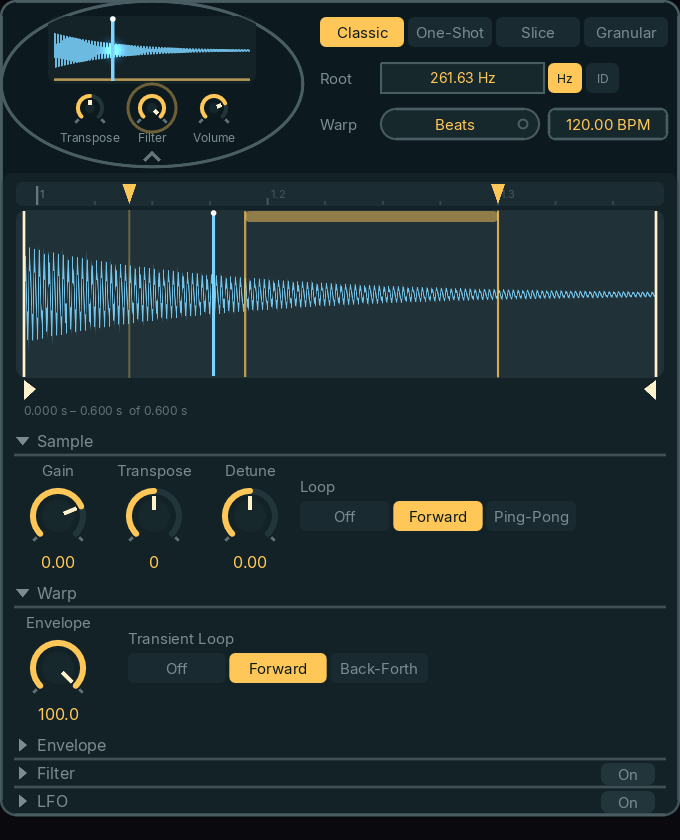 Classic One-Shot Slice Granular
Root 261.63 Hz Hz ID
Transpose Filter Volume
Warp Beats 120.00 BPM
1 1.2 1.3
0.000 s – 0.600 s of 0.600 s
Sample
Gain Transpose Detune
Loop
Off Forward Ping-Pong
0.00 0 0.00
Warp
Envelope
Transient Loop
Off Forward Back-Forth
100.0
Envelope
Filter On
LFO On